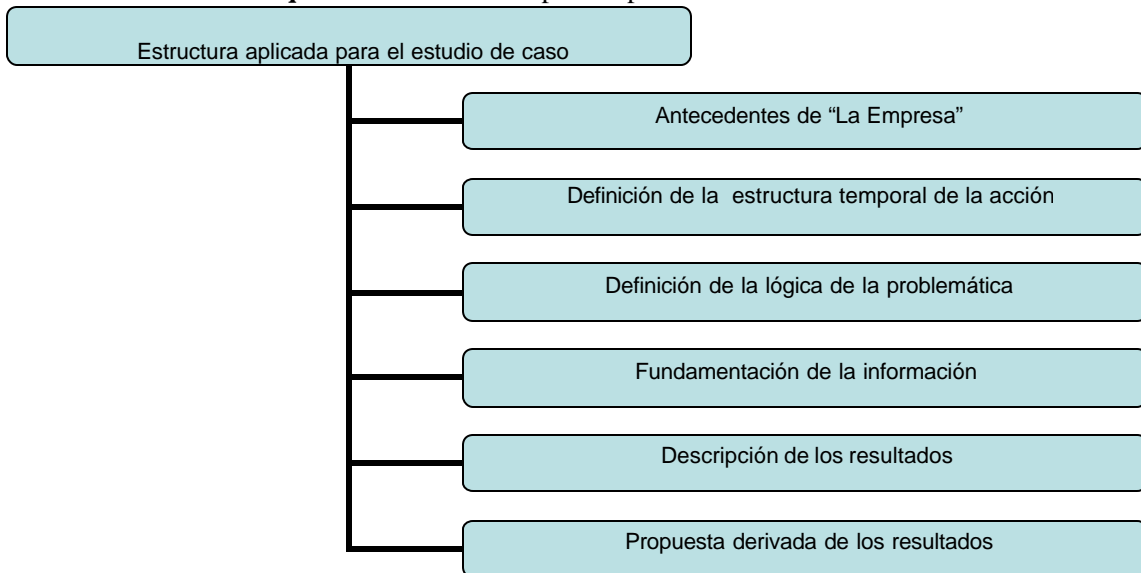 Estructura aplicada para el estudio de caso
Antecedentes de “La Empresa”
Definición de la estructura temporal de la acción
Definición de la lógica de la problemática
Fundamentación de la información
Descripción de los resultados
Propuesta derivada de los resultados